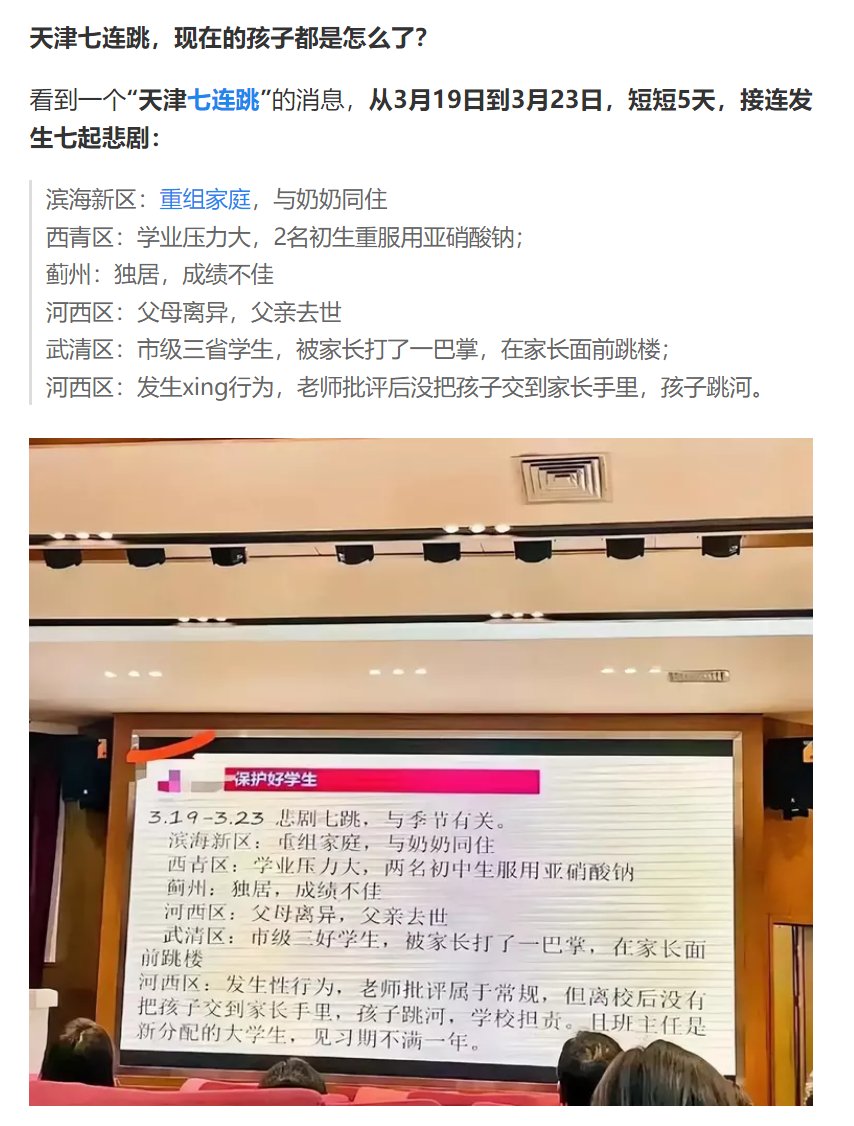 天津七连跳，现在的孩子都是怎么了？
看到一个“天津七连跳”的消息，从3月19日到3月23日，短短5天，接连发
生七起悲剧：
滨海新区：重组家庭，与奶奶同住
西青区：学业压力大，2名初生重服用亚硝酸钠；
蓟州：独居，成绩不佳
河西区：父母离异，父亲去世
武清区：市级三省学生，被家长打了一巴掌，在家长面前跳楼；
河西区：发生xing行为，老师批评后没把孩子交到家长手里，孩子跳河。
保护好学生
3.19-3.23 悲剧七跳，与季节有关。
滨海新区：重组家庭，与奶奶同住
西青区：学业压力大，两名初中生服用亚硝酸钠
蓟州：独居，成绩不佳
河西区：父母离异，父亲去世
武清区：市级三好学生，被家长打了一巴掌，在家长面
前跳楼
河西区：发生性行为，老师批评属于常规，但离校后没有
把孩子交到家长手里，孩子跳河，学校担责。且班主任是
新分配的大学生，见习期不满一年。